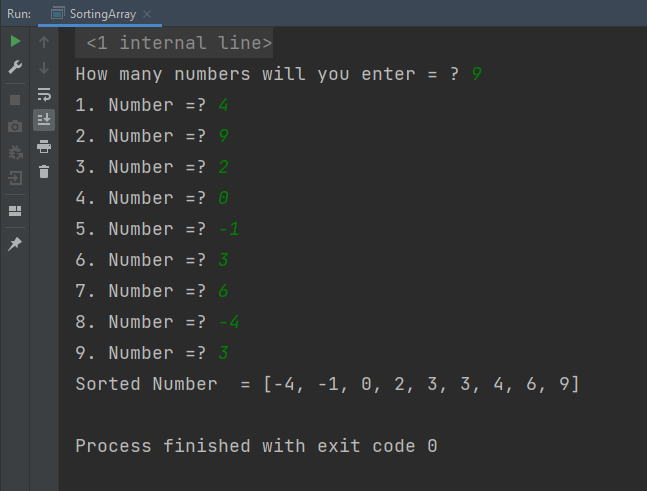 Run: SortingArray
<1 internal line>
How many numbers will you enter = ? 9
1. Number =? 4
2. Number =? 9
3. Number =? 2
4. Number =? 0
5. Number =? -1
6. Number =? 3
7. Number =? 6
8. Number =? -4
9. Number =? 3
Sorted Number  = [-4, -1, 0, 2, 3, 3, 4, 6, 9]
Process finished with exit code 0